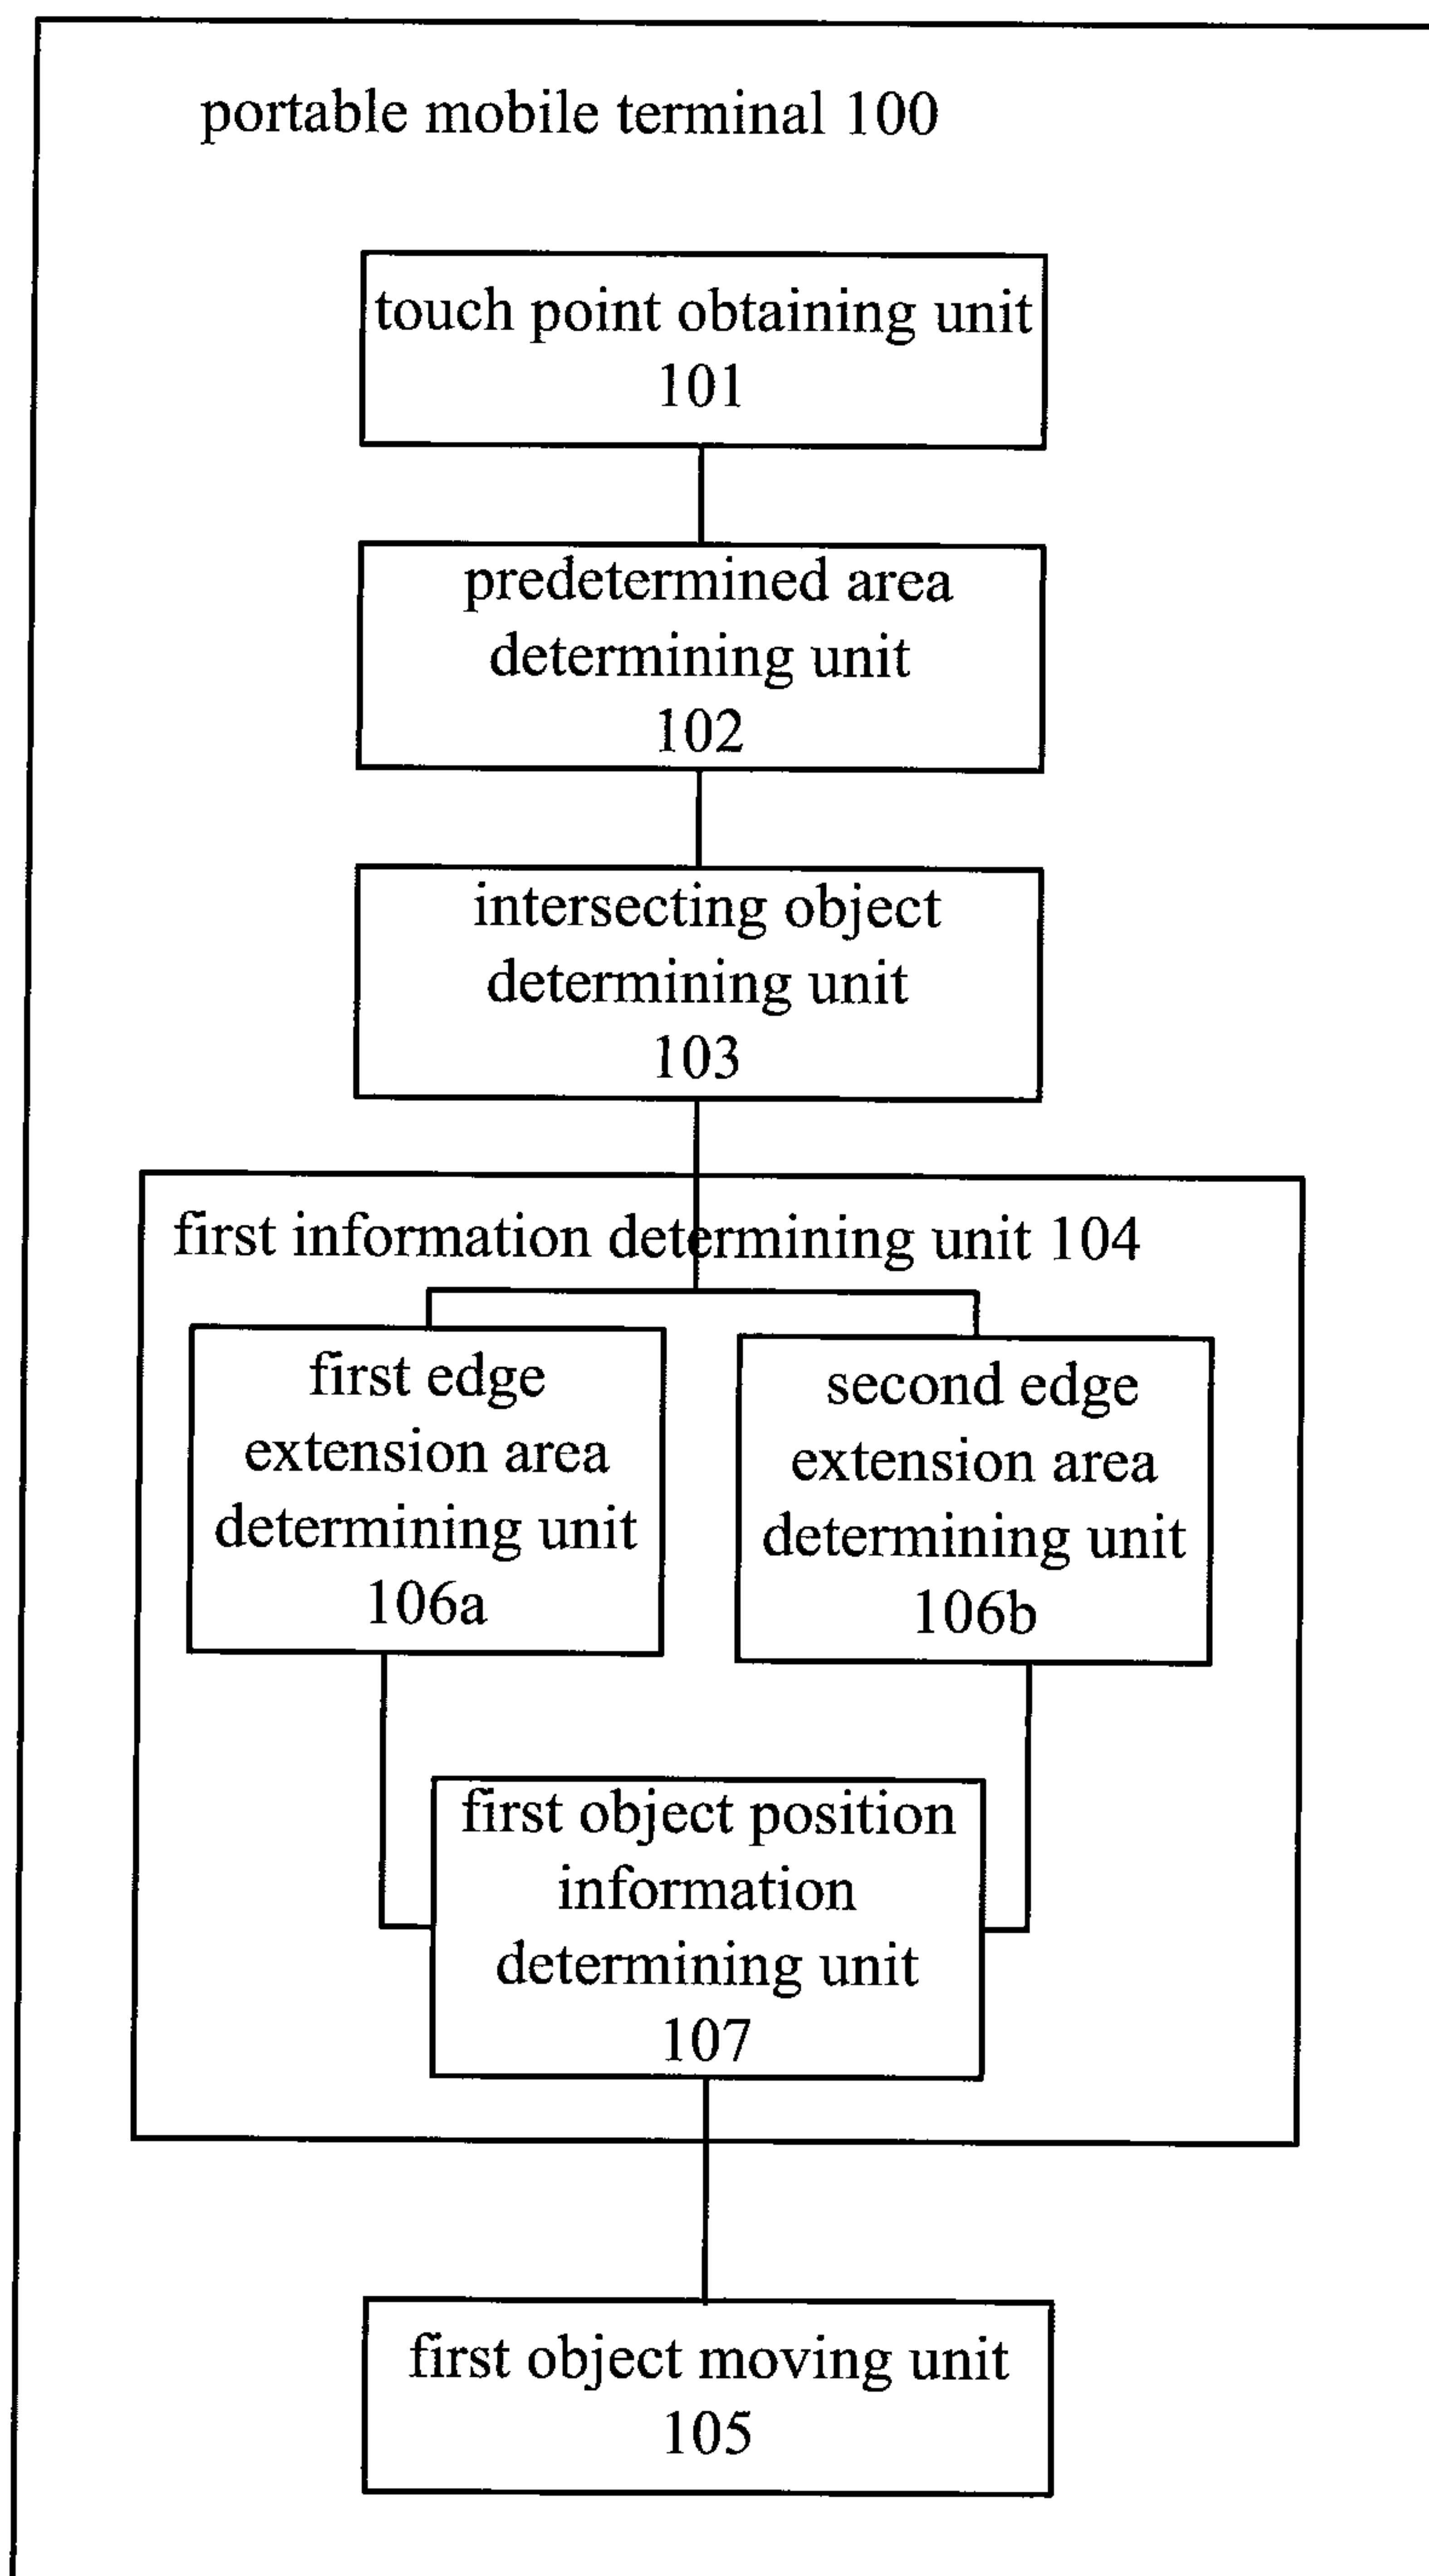 portable mobile terminal 100
touch point obtaining unit
101
predetermined area
determining unit
102
intersecting object
determining unit
103
first information determining unit 104
first edge
extension area
determining unit
106a
second edge
extension area
determining unit
106b
first object position
information
determining unit
107
first object moving unit
105